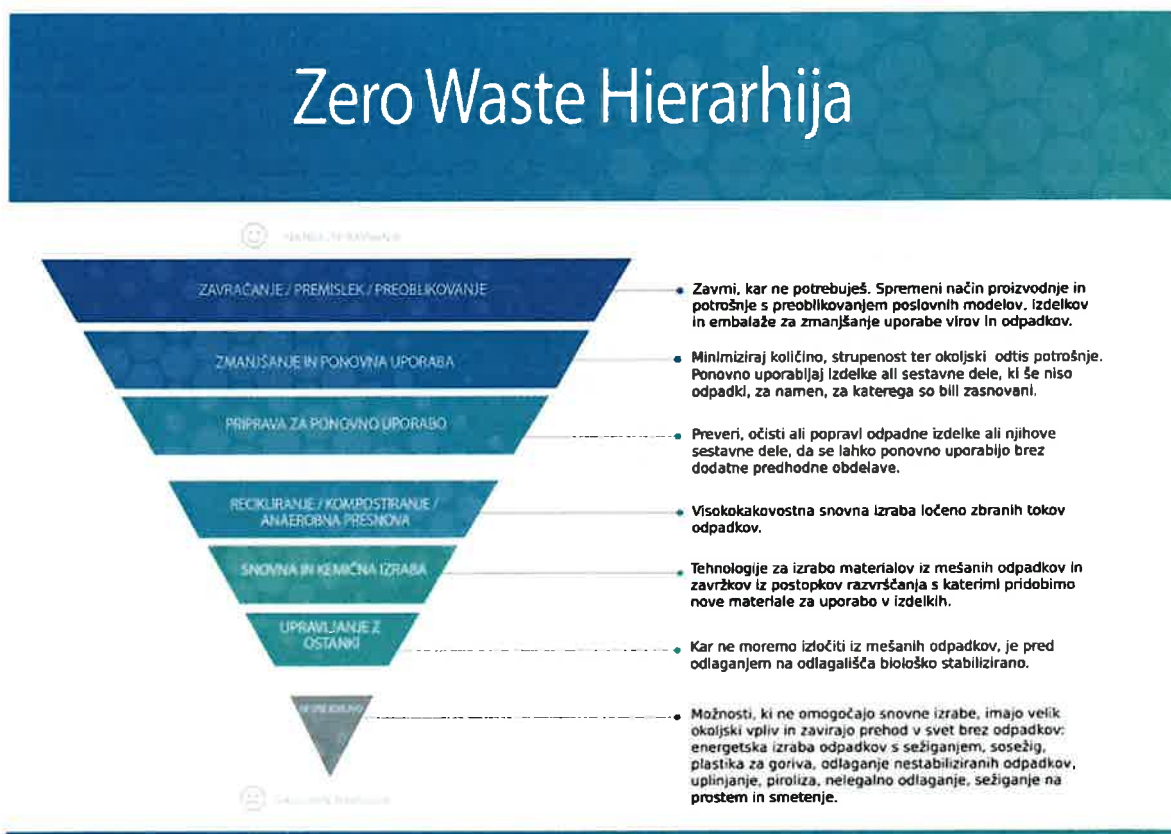 Zero Waste Hierarhija
ZAVRAČANJE / PREMISLEK / PREOBLIKOVANJE
Zavrni, kar ne potrebuješ. Spremeni način proizvodnje in
potrošnje s preoblikovanjem poslovnih modelov, izdelkov
in embalaže za zmanjšanje uporabe virov in odpadkov.
ZMANJŠANJE IN PONOVNA UPORABA
Minimiziraj količino, strupenost ter okoljski odtis potrošnje.
Ponovno uporabljaj izdelke ali sestavne dele, ki še niso
odpadki, za namen, za katerega so bili zasnovani.
PRIPRAVA ZA PONOVNO UPORABO
Preveri, očisti ali popravi odpadne izdelke ali njihove
sestavne dele, da se lahko ponovno uporabijo brez
dodatne predhodne obdelave.
RECIKLIRANJE / KOMPOSTIRANJE /
ANAEROBNA PRESNOVA
Visokokakovostna snovna izraba ločeno zbranih tokov
odpadkov.
SNOVNA IN KEMIČNA IZRABA
Tehnologije za izrabo materialov iz mešanih odpadkov in
zavržkov iz postopkov razvrščanja s katerimi pridobimo
nove materiale za uporabo v izdelkih.
UPRAVLJANJE Z
OSTANKI
Kar ne moremo izločiti iz mešanih odpadkov, je pred
odlaganjem na odlagališča biološko stabilizirano.
Možnosti, ki ne omogočajo snovne izrabe, imajo velik
okoljski vpliv in zavirajo prehod v svet brez odpadkov:
energetska izraba odpadkov s sežiganjem, sosežig,
plastika za goriva, odlaganje nestabiliziranih odpadkov,
uplinjanje, piroliza, nelegalno odlaganje, sežiganje na
prostem in smetenje.